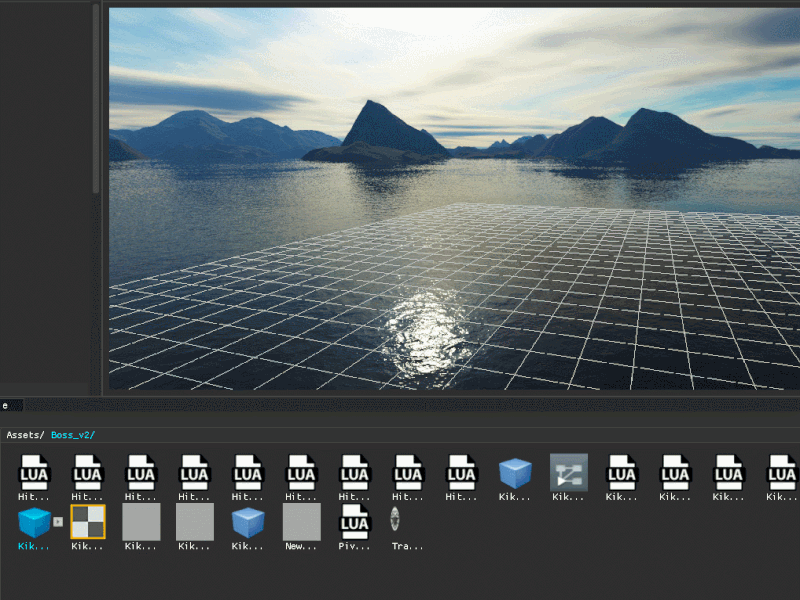 e
Assets/ Boss_v2/
LUA LUA LUA LUA LUA LUA LUA LUA LUA LUA LUA LUA LUA
Hit... Hit... Hit... Hit... Hit... Hit... Hit... Hit... Hit... Kik... Kik... Kik... Kik... Kik... Kik...
LUA
Kik... Kik... Kik... Kik... Kik... New... Piv... Tra...